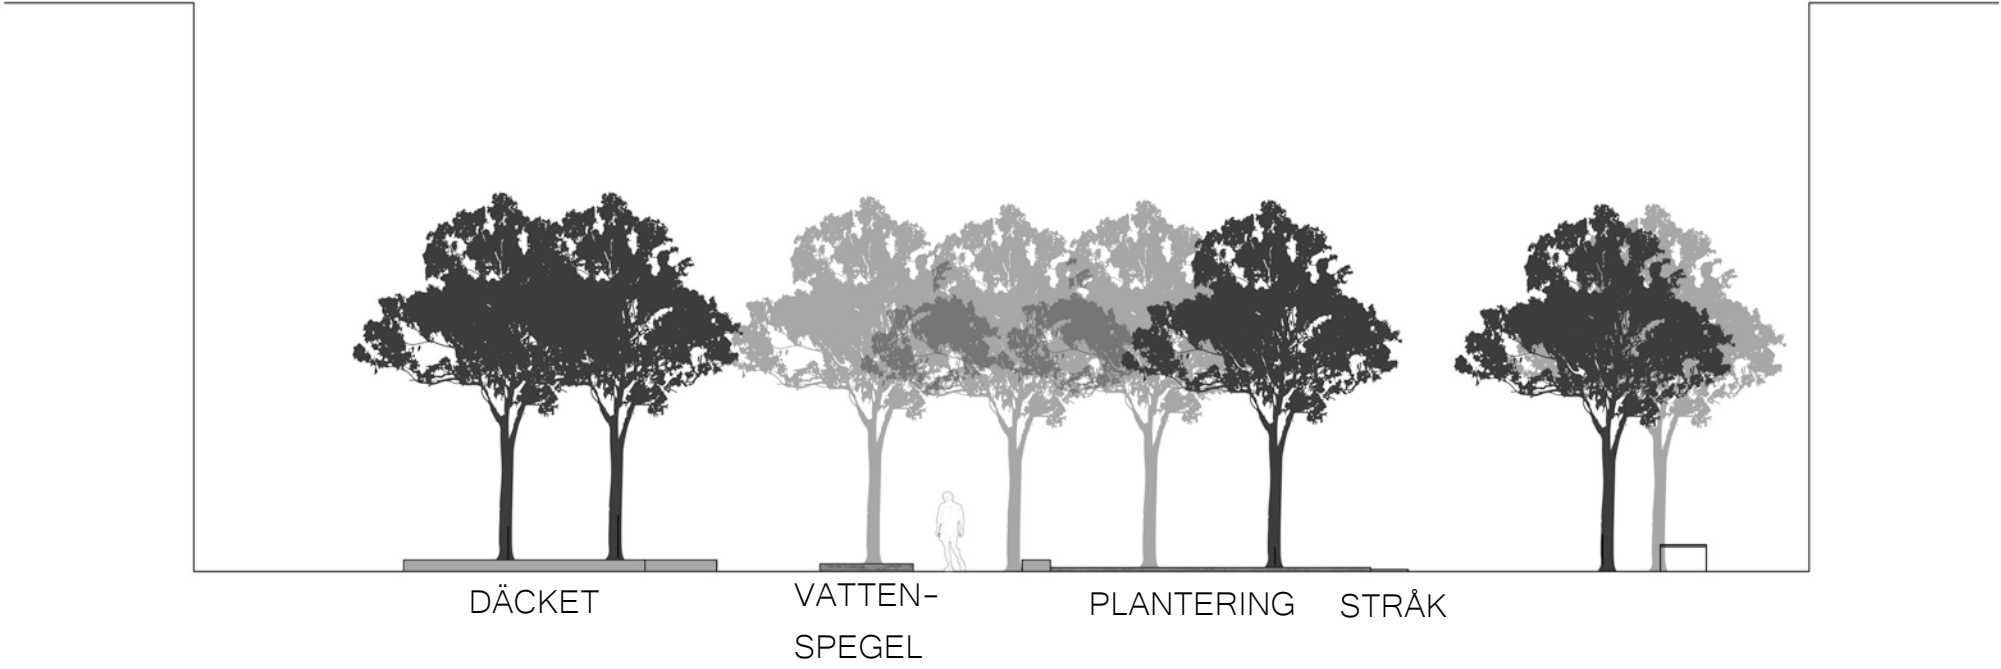 DÄCKET
VATTEN-
SPEGEL
PLANTERING
STRÅK